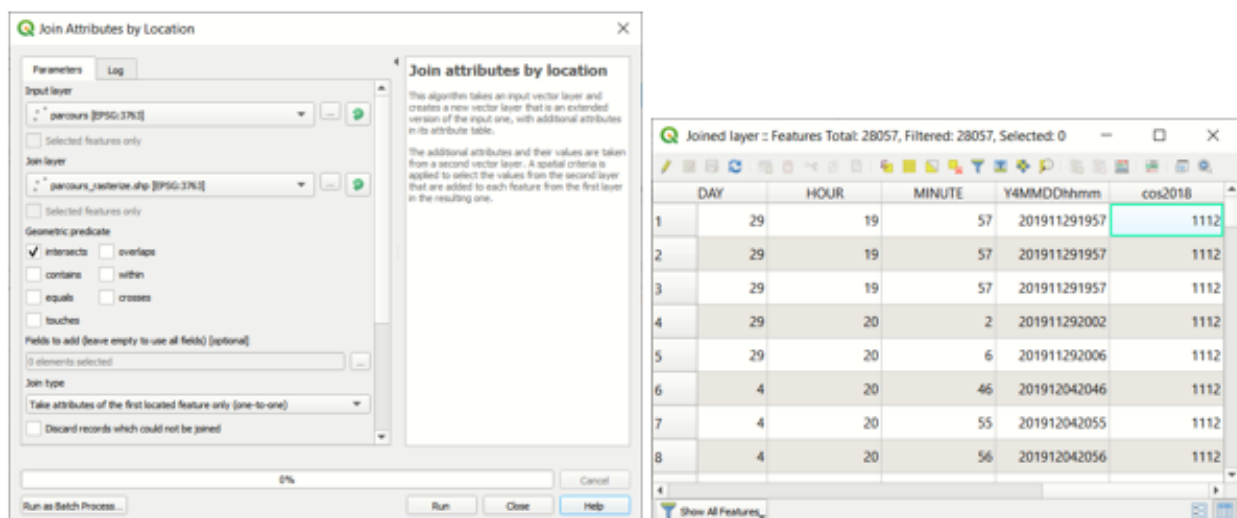 Join Attributes by Location
Parameters
Log
Input layer
parcours [EPSG:3763]
Selected features only
Join layer
parcours_rasterize.shp [EPSG:3763]
Selected features only
Geometric predicate
intersects
overlaps
contains
within
equals
crosses
touches
Fields to add (leave empty to use all fields) [optional]
0 elements selected
Join type
Take attributes of the first located feature only (one-to-one)
Discard records which could not be joined
Join attributes by location
This algorithm takes an input vector layer and
creates a new vector layer that is an extended
version of the input one, with additional attributes
in its attribute table.
The additional attributes and their values are taken
from a second vector layer. A spatial criteria is
applied to select the values from the second layer
that are added to each feature from the first layer
in the resulting one.
0%
Cancel
Run as Batch Process...
Run
Close
Help
Joined layer :: Features Total: 28057, Filtered: 28057, Selected: 0
DAY HOUR MINUTE Y4MMDDhhmm cos2018
1 29 19 57 201911291957 1112
2 29 19 57 201911291957 1112
3 29 19 57 201911291957 1112
4 29 20 2 201911292002 1112
5 29 20 6 201911292006 1112
6 4 20 46 201912042046 1112
7 4 20 55 201912042055 1112
8 4 20 56 201912042056 1112
Show All Features